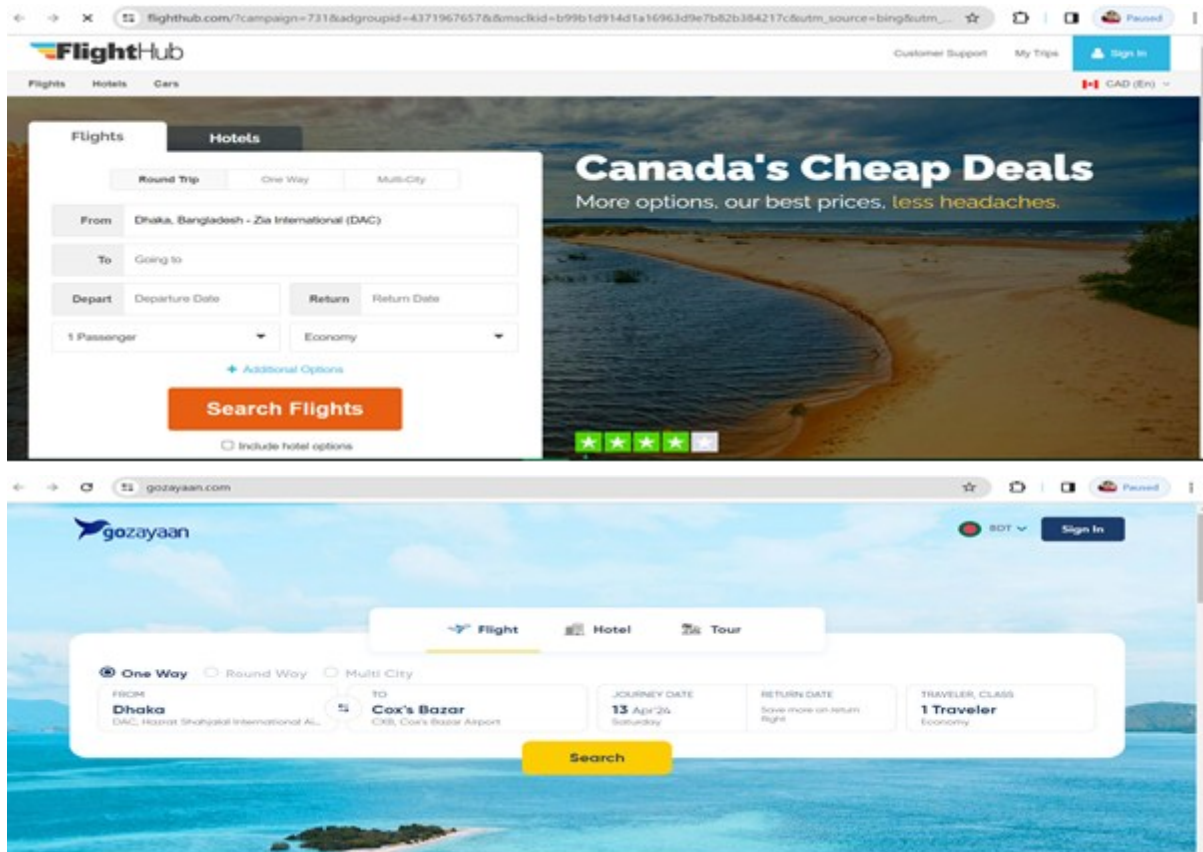 flighthub.com/?campaign=731&adgroupid=4371967657&&msclkid=b99b1d914d1a16963d9e7b82b384217c&utm_source=bing&utm_... Paused
FlightHub Customer Support My Trips Sign In
Flights Hotels Cars CAD (En)
Flights Hotels
Canada's Cheap Deals
More options, our best prices, less headaches.
Round Trip One Way Multi-City
From Dhaka, Bangladesh - Zia International (DAC)
To Going to
Depart Departure Date Return Return Date
1 Passenger Economy
+ Additional Options
Search Flights
Include hotel options
gozayaan.com Paused
gozayaan BDT Sign In
Flight Hotel Tour
One Way Round Way Multi City
FROM TO JOURNEY DATE RETURN DATE TRAVELER, CLASS
Dhaka Cox's Bazar 13 Apr'24 Save more on return flight 1 Traveler
DAC, Hazrat Shahjalal International Ai... CXB, Cox's Bazar Airport Saturday Economy
Search